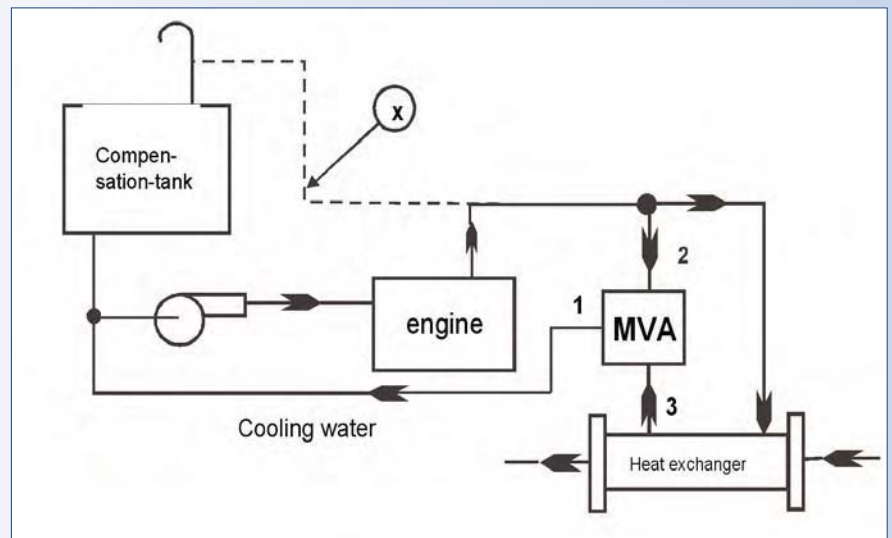 x
Compen-
sation-tank
2
1
engine
MVA
3
Cooling water
Heat exchanger